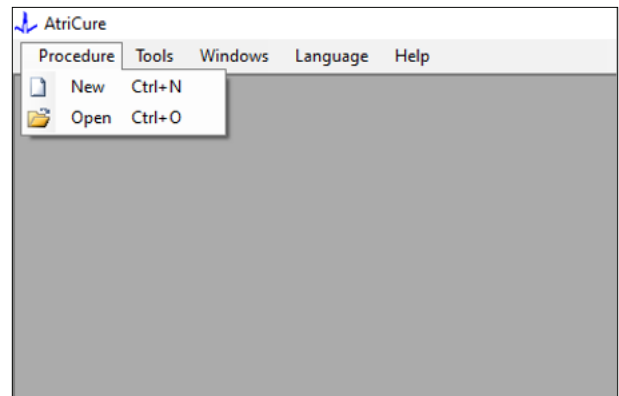 AtriCure
Procedure Tools Windows Language Help
New Ctrl+N
Open Ctrl+O